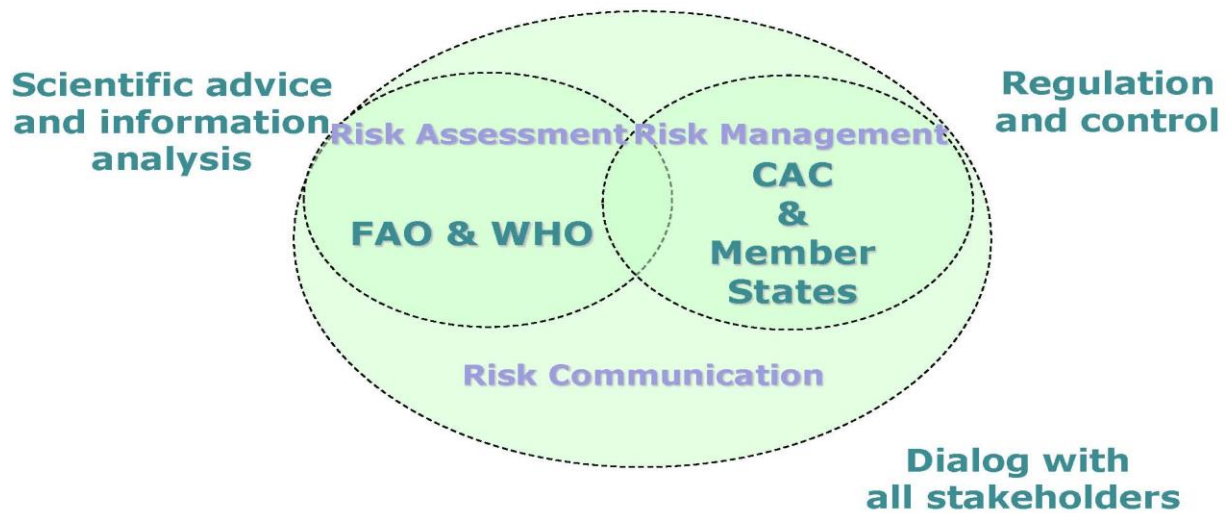 Scientific advice
and information
analysis
Regulation
and control
Risk Assessment
Risk Management
FAO & WHO
CAC
&
Member
States
Risk Communication
Dialog with
all stakeholders